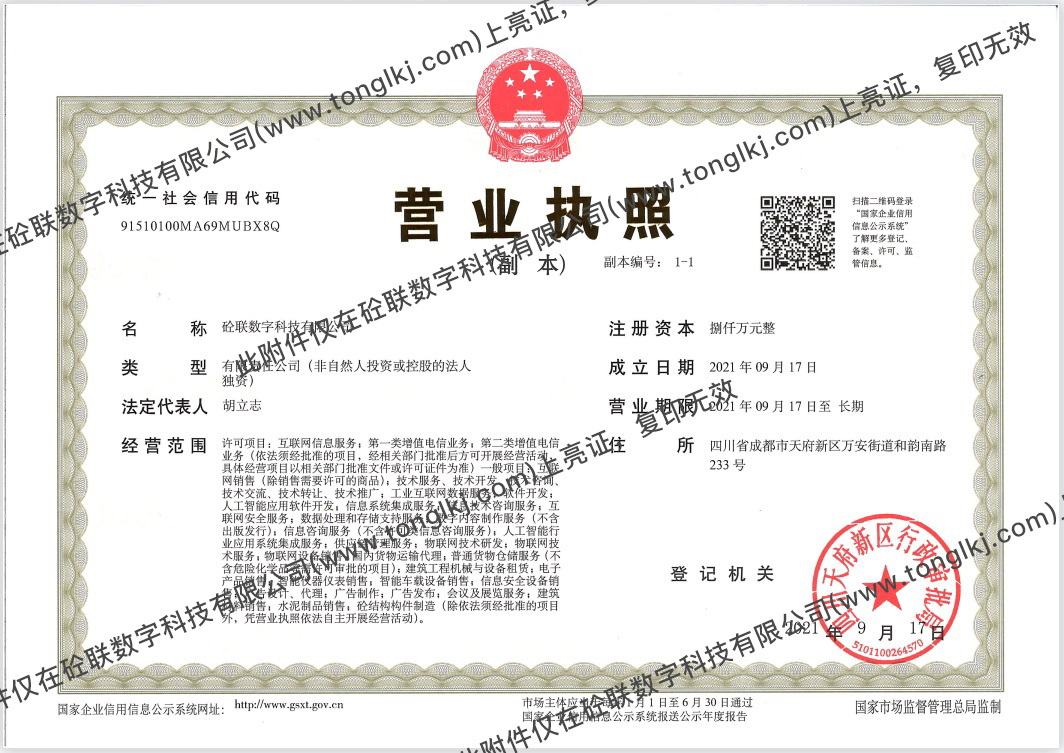 统一社会信用代码
91510100MA69MUBX8Q
营业执照
(副 本)
副本编号： 1-1
扫描二维码登录
“国家企业信用
信息公示系统”
了解更多登记、
备案、许可、监
管信息。
名 称 砼联数字科技有限公司
类 型 有限责任公司（非自然人投资或控股的法人
独资）
法定代表人 胡立志
经营范围 许可项目：互联网信息服务；第一类增值电信业务；第二类增值电信
业务（依法须经批准的项目，经相关部门批准后方可开展经营活动，
具体经营项目以相关部门批准文件或许可证件为准）一般项目：互联
网销售（除销售需要许可的商品）；技术服务、技术开发、技术咨询、
技术交流、技术转让、技术推广；工业互联网数据服务；软件开发；
人工智能应用软件开发；信息系统集成服务；信息技术咨询服务；互
联网安全服务；数据处理和存储支持服务；数字内容制作服务（不含
出版发行）；信息咨询服务（不含许可类信息咨询服务）；人工智能行
业应用系统集成服务；供应链管理服务；物联网技术研发；物联网技
术服务；物联网设备销售；国内货物运输代理；普通货物仓储服务（不
含危险化学品等需许可审批的项目）；建筑工程机械与设备租赁；电子
产品销售；智能仪器仪表销售；智能车载设备销售；信息安全设备销
售；广告设计、代理；广告制作；广告发布；会议及展览服务；建筑
材料销售；水泥制品销售；砼结构构件制造（除依法须经批准的项目
外，凭营业执照依法自主开展经营活动）。
注册资本 捌仟万元整
成立日期 2021 年 09 月 17 日
营业期限 2021 年 09 月 17 日至 长期
住 所 四川省成都市天府新区万安街道和韵南路
233 号
登记机关
四川天府新区行政审批局
5101100264570
2021 年 9 月 17 日
国家企业信用信息公示系统网址： http://www.gsxt.gov.cn
市场主体应当于每年 1 月 1 日至 6 月 30 日通过
国家企业信用信息公示系统报送公示年度报告
国家市场监督管理总局监制
在砼联数字科技有限公司(www.tonglkj.com)上亮证，复印无效
此附件仅在砼联数字科技有限公司(www.tonglkj.com)上亮证，复印无效
附件仅在砼联数字科技有限公司(www.tonglkj.com)上亮证，复印无效
此附件仅在砼联数字科技有限公司(www.tonglkj.com)上